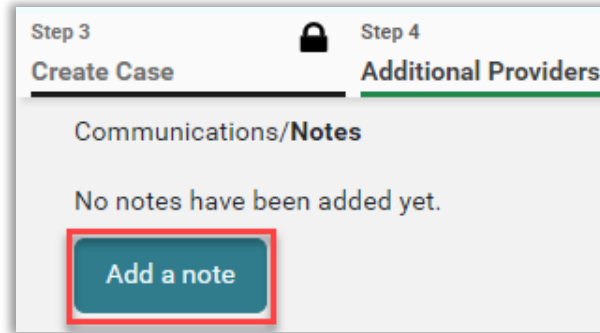 Step 3
Create Case
Step 4
Additional Providers
Communications/Notes
No notes have been added yet.
Add a note